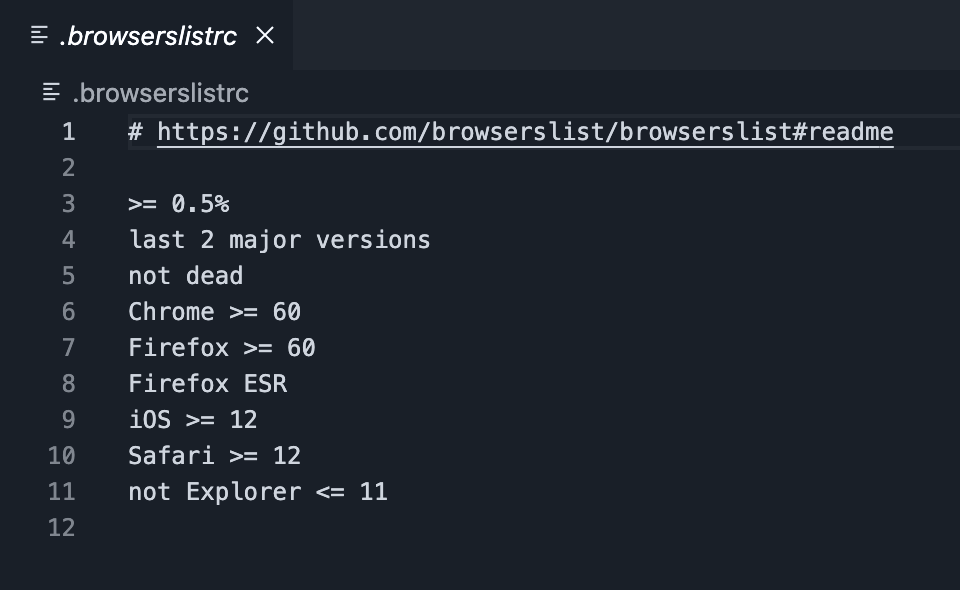 .browserslistrc
.browserslistrc
1 # https://github.com/browserslist/browserslist#readme
2
3 >= 0.5%
4 last 2 major versions
5 not dead
6 Chrome >= 60
7 Firefox >= 60
8 Firefox ESR
9 iOS >= 12
10 Safari >= 12
11 not Explorer <= 11
12